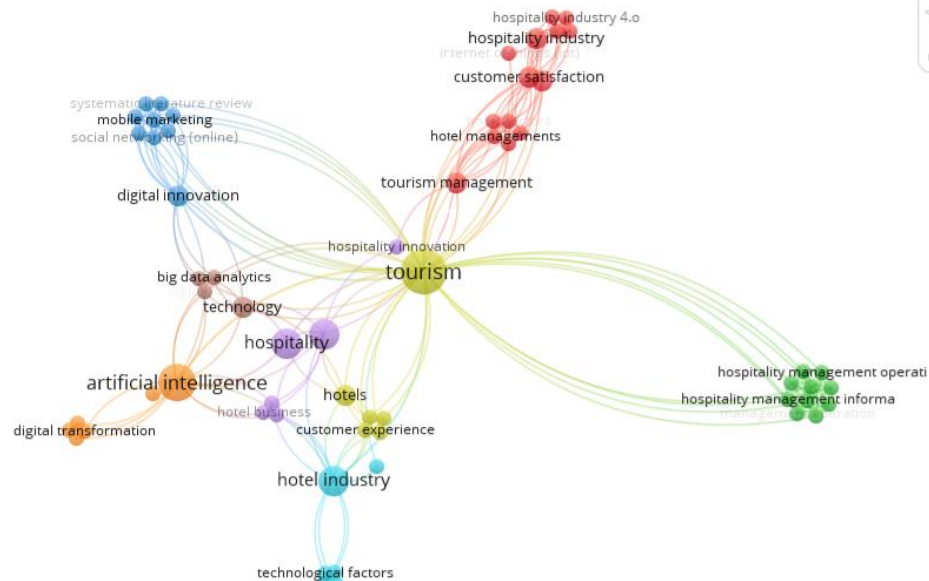 hospitality industry 4.o
hospitality industry
customer satisfaction
systematic literature review
mobile marketing
social networking (online)
hotel managements
tourism management
digital innovation
hospitality innovation
tourism
big data analytics
technology
hospitality
artificial intelligence
hospitality management operati
hotels
hospitality management informa
hotel business
digital transformation
customer experience
hotel industry
technological factors